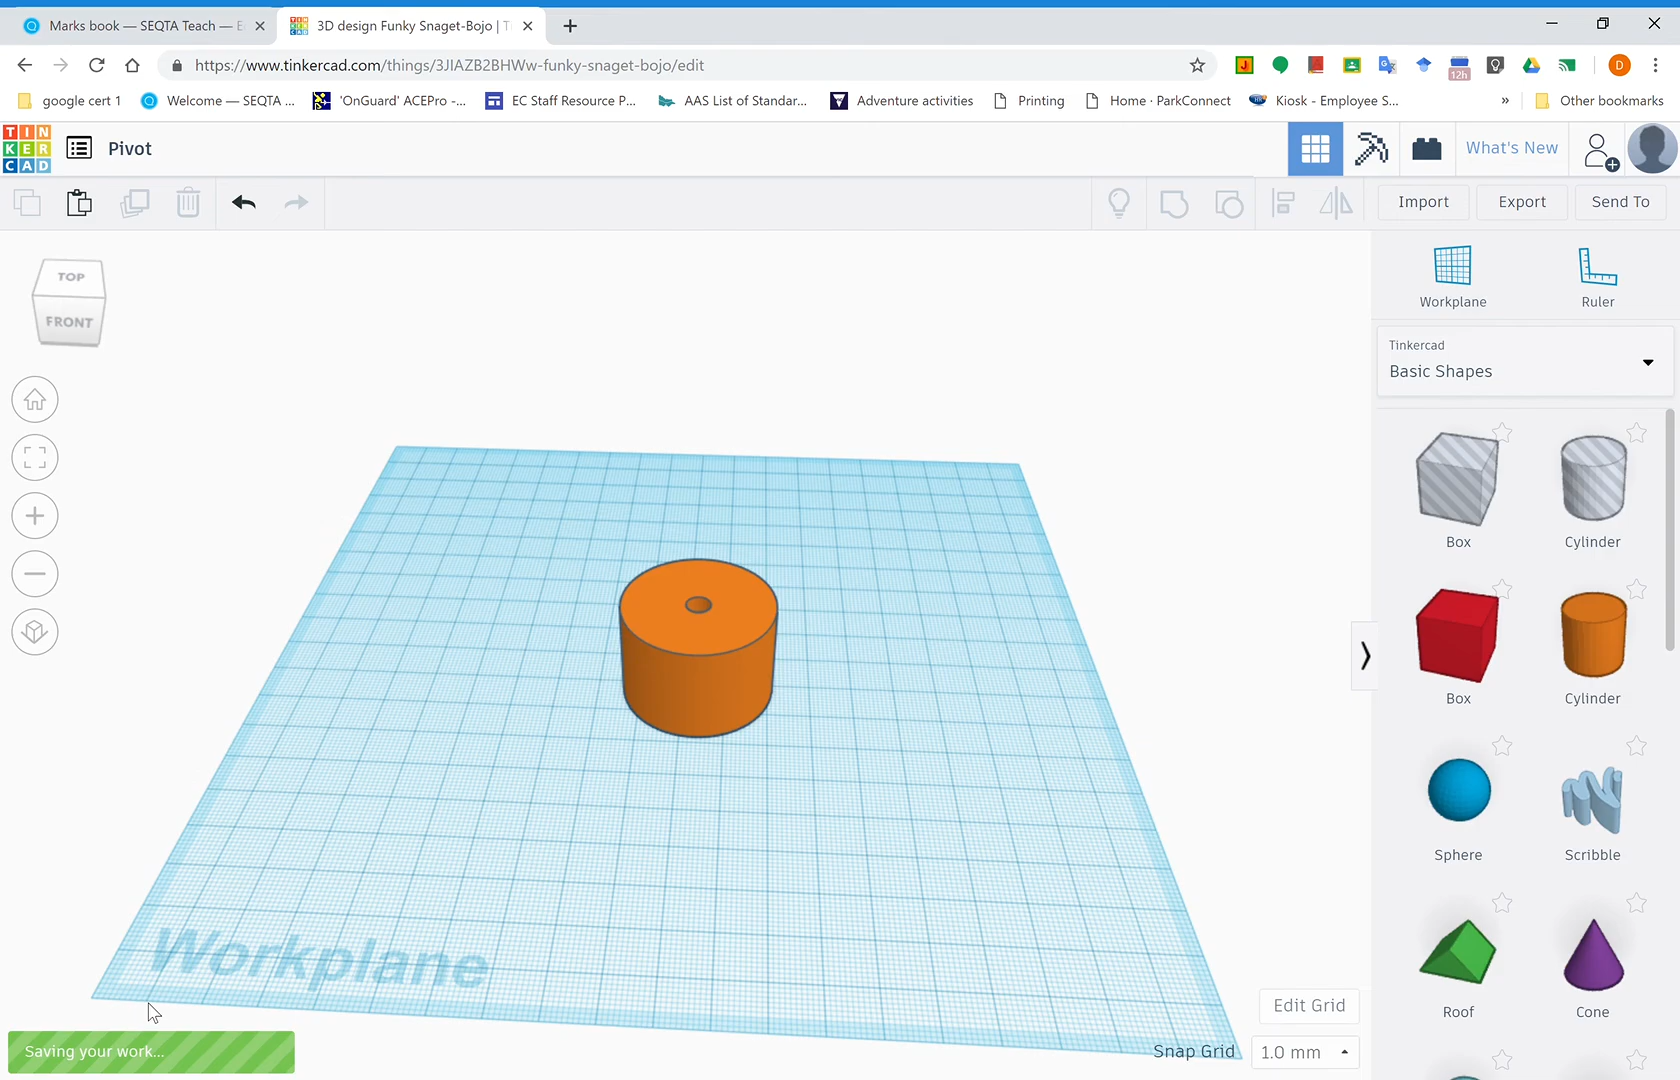 Marks book — SEQTA Teach — E
3D design Funky Snaget-Bojo | T
https://www.tinkercad.com/things/3JIAZB2BHWw-funky-snaget-bojo/edit
12h
D
google cert 1
Welcome — SEQTA ...
'OnGuard' ACEPro -...
EC Staff Resource P...
AAS List of Standar...
Adventure activities
Printing
Home · ParkConnect
Kiosk - Employee S...
»
Other bookmarks
TIN
KER
CAD
Pivot
What's New
Import
Export
Send To
TOP
FRONT
Workplane
Ruler
Tinkercad
Basic Shapes
Box
Cylinder
Box
Cylinder
Sphere
Scribble
Roof
Cone
Workplane
Edit Grid
Snap Grid
1.0 mm
Saving your work...